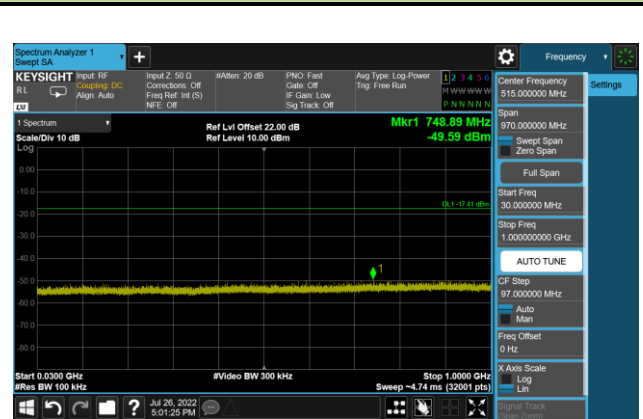 Spectrum Analyzer 1
Swept SA
Frequency
KEYSIGHT
RL
LXI
Input: RF
Coupling: DC
Align: Auto
Input Z: 50 Ω
Corrections: Off
Freq Ref: Int (S)
NFE: Off
#Atten: 20 dB
PNO: Fast
Gate: Off
IF Gain: Low
Sig Track: Off
Avg Type: Log-Power
Trig: Free Run
1 2 3 4 5 6
M W W W W W
P N N N N N
Center Frequency
515.000000 MHz
Settings
1 Spectrum
Scale/Div 10 dB
Log
Ref Lvl Offset 22.00 dB
Ref Level 10.00 dBm
Mkr1 748.89 MHz
-49.59 dBm
Span
970.000000 MHz
Swept Span
Zero Span
Full Span
Start Freq
30.000000 MHz
Stop Freq
1.000000000 GHz
AUTO TUNE
CF Step
97.000000 MHz
Auto
Man
Freq Offset
0 Hz
X Axis Scale
Log
Lin
Signal Track
(Span Zoom)
0.00
-10.0
DL1 -17.41 dBm
-20.0
-30.0
-40.0
1
-50.0
-60.0
-70.0
-80.0
Start 0.0300 GHz
#Res BW 100 kHz
#Video BW 300 kHz
Stop 1.0000 GHz
Sweep ~4.74 ms (32001 pts)
?
Jul 26, 2022
5:01:25 PM